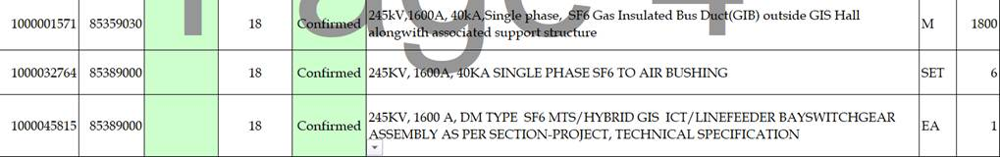 1000001571 85359030 18 Confirmed 245kV,1600A, 40kA,Single phase, SF6 Gas Insulated Bus Duct(GIB) outside GIS Hall M 1800
alongwith associated support structure
1000032764 85389000 18 Confirmed 245KV, 1600A, 40KA SINGLE PHASE SF6 TO AIR BUSHING SET 6
1000045815 85389000 18 Confirmed 245KV, 1600 A, DM TYPE SF6 MTS/HYBRID GIS ICT/LINEFEEDER BAYSWITCHGEAR EA 1
ASSEMBLY AS PER SECTION-PROJECT, TECHNICAL SPECIFICATION